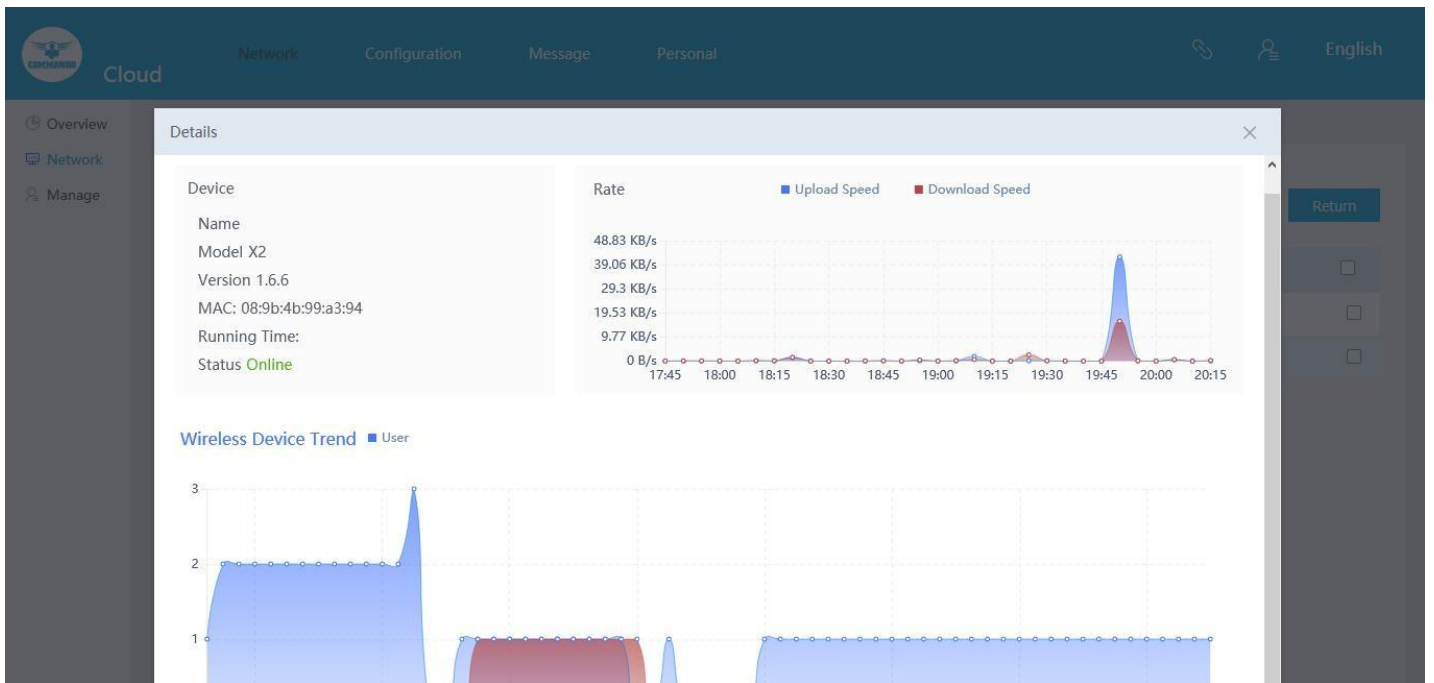 COMMANDO
Cloud
Network Configuration Message Personal English
Overview
Network
Manage
Details
Return
Device
Name
Model X2
Version 1.6.6
MAC: 08:9b:4b:99:a3:94
Running Time:
Status Online
Rate Upload Speed Download Speed
48.83 KB/s
39.06 KB/s
29.3 KB/s
19.53 KB/s
9.77 KB/s
0 B/s
17:45 18:00 18:15 18:30 18:45 19:00 19:15 19:30 19:45 20:00 20:15
Wireless Device Trend User
3
2
1